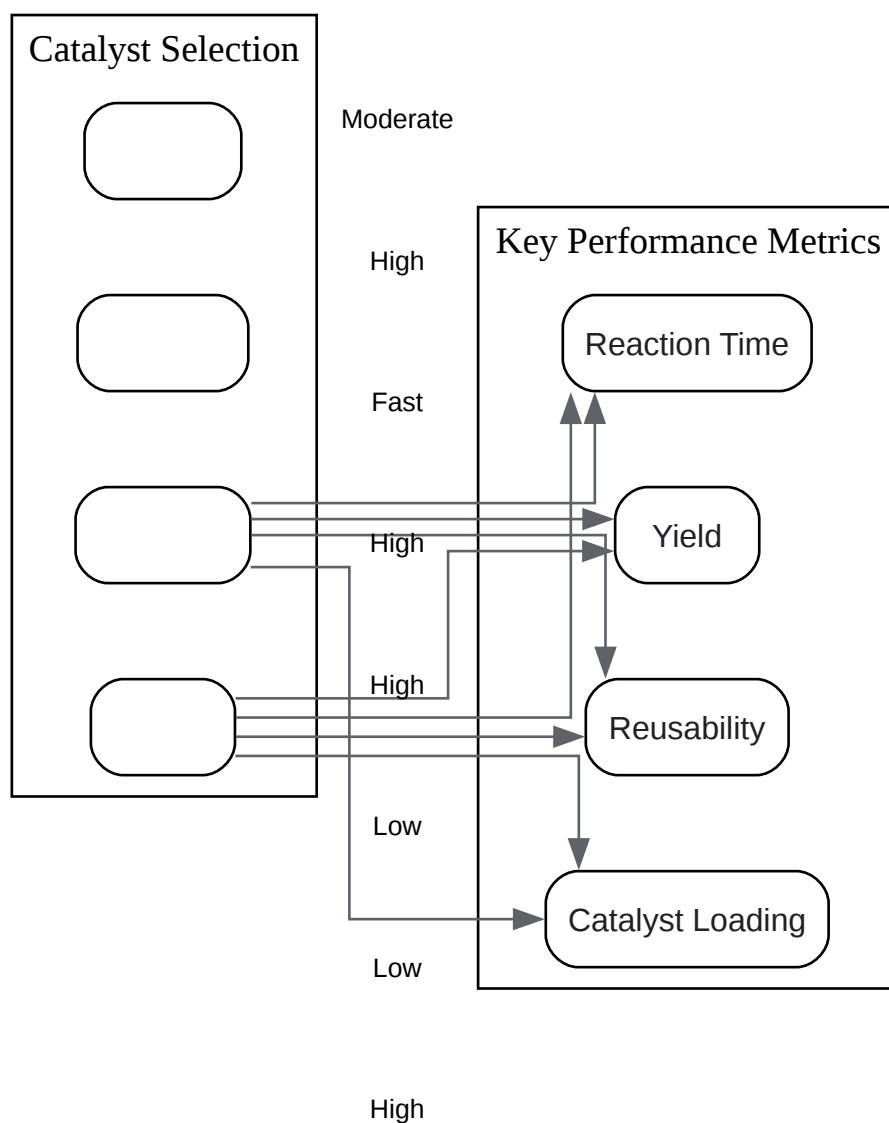 Catalyst Selection
Moderate
High
Key Performance Metrics
Reaction Time
Fast
High
Yield
High
Reusability
Low
Catalyst Loading
Low
High